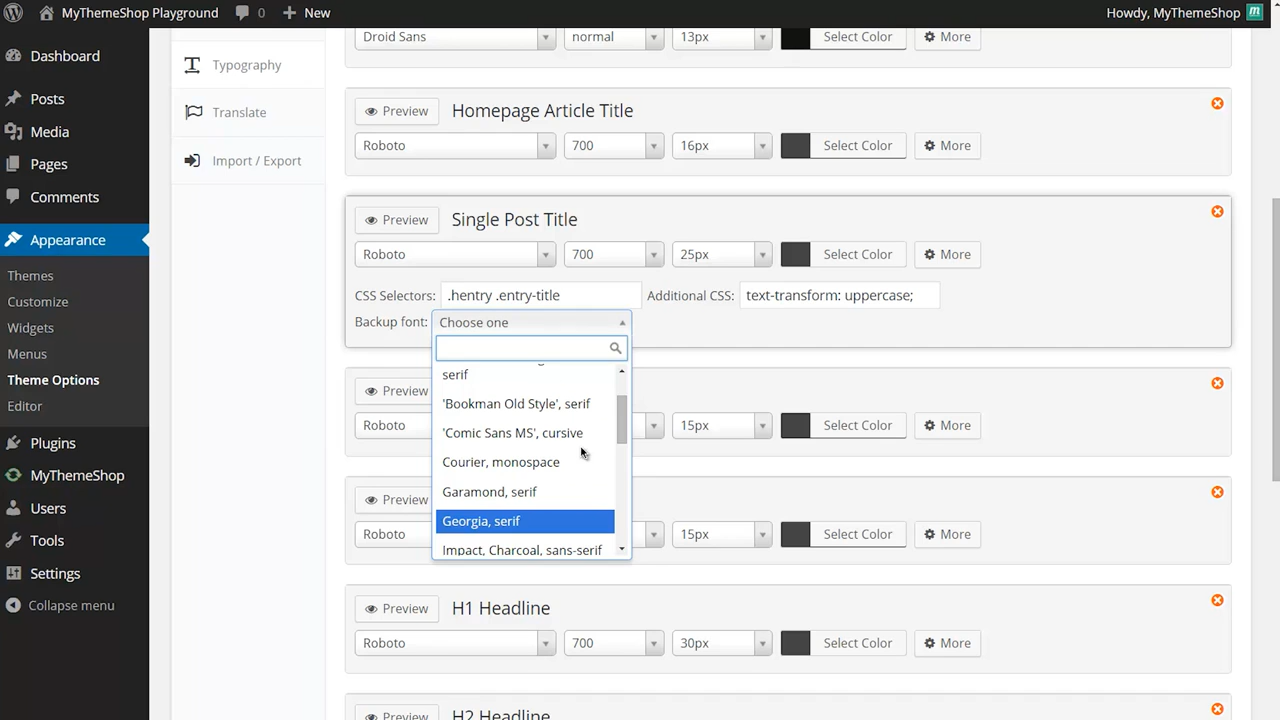 MyThemeShop Playground 0 New Howdy, MyThemeShop m
Dashboard
Posts
Media
Pages
Comments
Appearance
Themes
Customize
Widgets
Menus
Theme Options
Editor
Plugins
MyThemeShop
Users
Tools
Settings
Collapse menu
Typography
Translate
Import / Export
Droid Sans normal 13px Select Color More
Preview Homepage Article Title
Roboto 700 16px Select Color More
Preview Single Post Title
Roboto 700 25px Select Color More
CSS Selectors: .hentry .entry-title Additional CSS: text-transform: uppercase;
Backup font: Choose one
serif
'Bookman Old Style', serif
'Comic Sans MS', cursive
Courier, monospace
Garamond, serif
Georgia, serif
Impact, Charcoal, sans-serif
Preview
Roboto 15px Select Color More
Preview
Roboto 15px Select Color More
Preview H1 Headline
Roboto 700 30px Select Color More
Preview H2 Headline